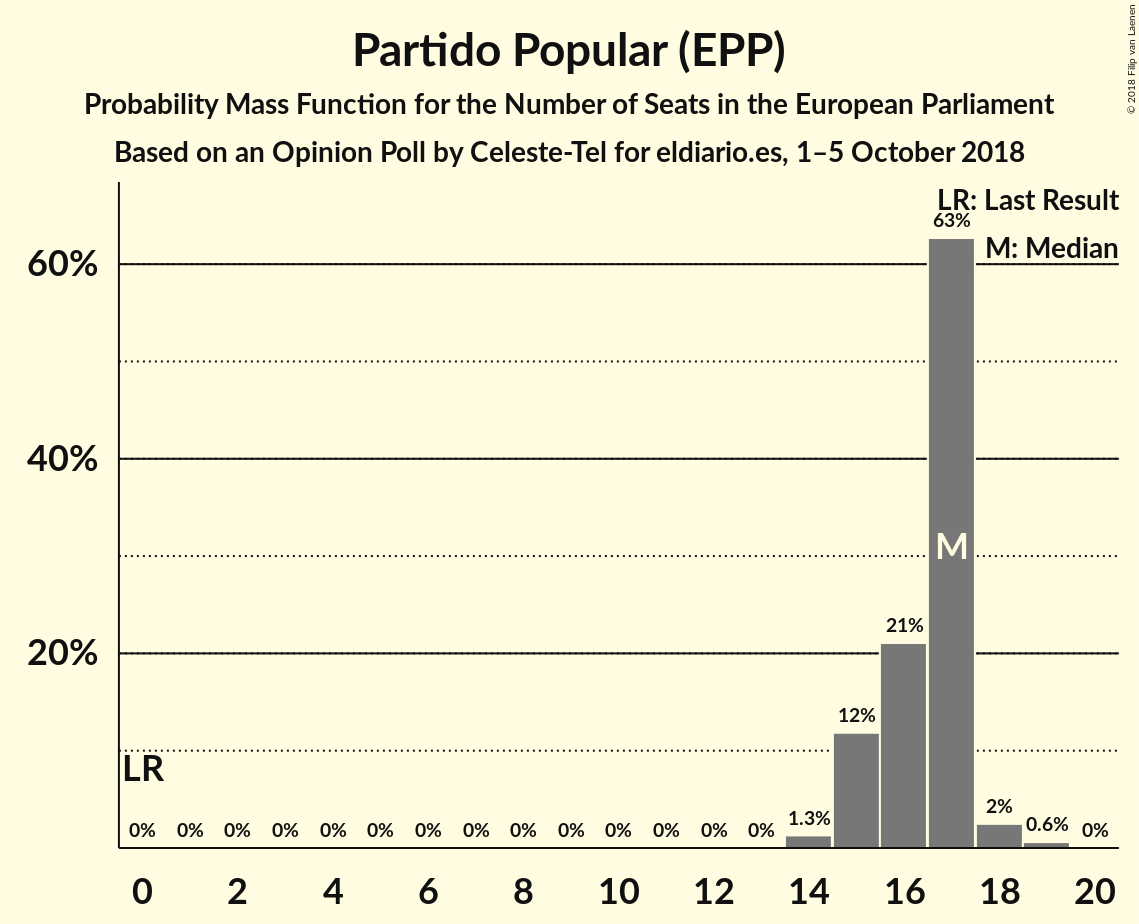 Partido Popular (EPP)
Probability Mass Function for the Number of Seats in the European Parliament
Based on an Opinion Poll by Celeste-Tel for eldiario.es, 1–5 October 2018
© 2018 Filip van Laenen
LR: Last Result
M: Median
63%
60%
40%
M
21%
20%
12%
LR
2%
1.3%
0.6%
0% 0% 0% 0% 0% 0% 0% 0% 0% 0% 0% 0% 0% 0% 0%
0 2 4 6 8 10 12 14 16 18 20